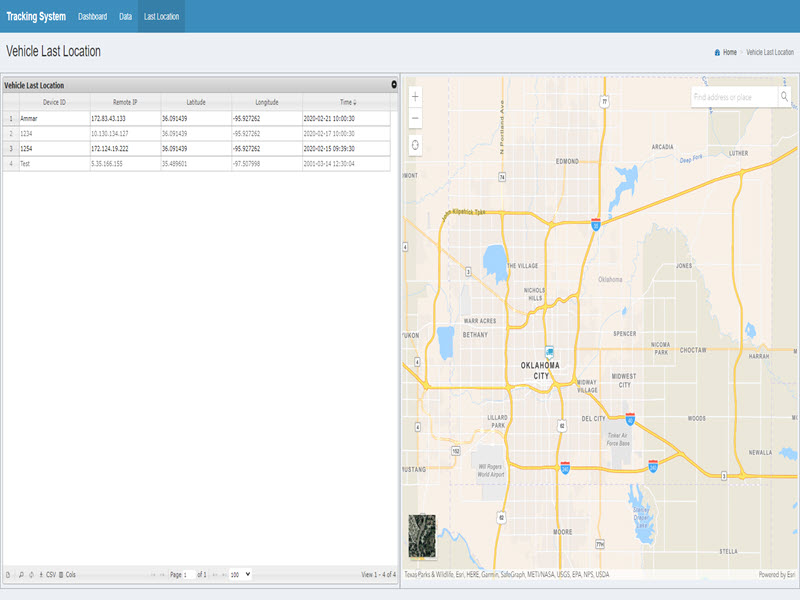 Tracking System Dashboard Data Last Location
Vehicle Last Location
Home > Vehicle Last Location
Vehicle Last Location
Device ID Remote IP Latitude Longitude Time
1 Ammar 172.83.43.133 36.091439 -95.927262 2020-02-21 10:00:30
2 1234 10.130.134.127 36.091439 -95.927262 2020-02-17 10:00:30
3 1254 172.124.19.222 36.091439 -95.927262 2020-02-15 09:39:30
4 Test 5.35.166.155 35.489601 -97.507998 2001-03-14 12:30:04
CSV Cols
Page 1 of 1
100
View 1 - 4 of 4
+
−
Find address or place
N Portland Ave
77
ARCADIA
LUTHER
Deep Fork
EDMOND
MONT
74
John Kilpatrick Tpke
4
3
THE VILLAGE
JONES
Oklahoma
NICHOLS
HILLS
WARR ACRES
YUKON
BETHANY
SPENCER
NICOMA
PARK
CHOCTAW
HARRAH
4
OKLAHOMA
CITY
MIDWAY
VILLAGE
MIDWEST
CITY
LILLARD
PARK
DEL CITY
WOODS
4
62
Tinker Air
Force Base
152
NEWALLA
MUSTANG
Will Rogers
World Airport
3
62
Stanley
Draper
Lake
MOORE
77H
STELLA
Texas Parks & Wildlife, Esri, HERE, Garmin, SafeGraph, METI/NASA, USGS, EPA, NPS, USDA
Powered by Esri